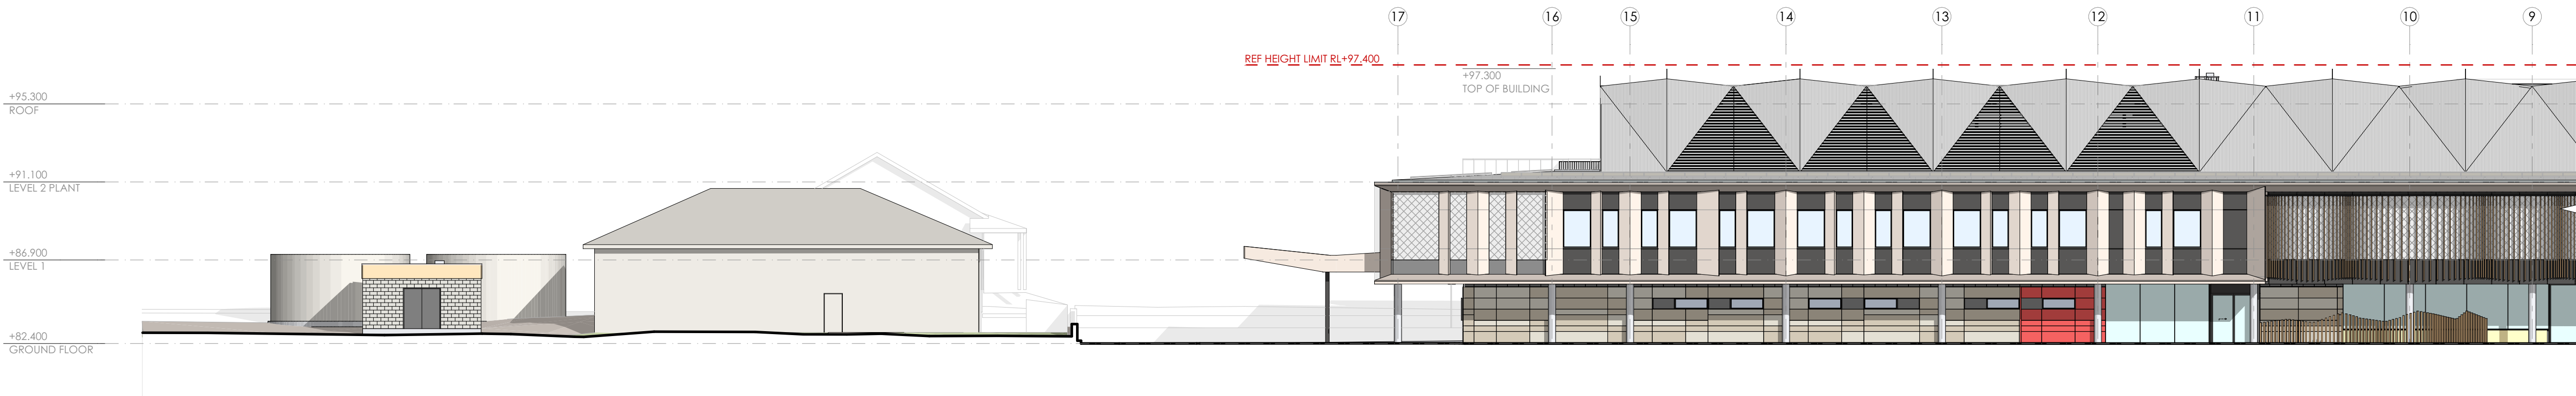 17 16 15 14 13 12 11 10 9
REF HEIGHT LIMIT RL+97.400
+97.300
TOP OF BUILDING
+95.300
ROOF
+91.100
LEVEL 2 PLANT
+86.900
LEVEL 1
+82.400
GROUND FLOOR